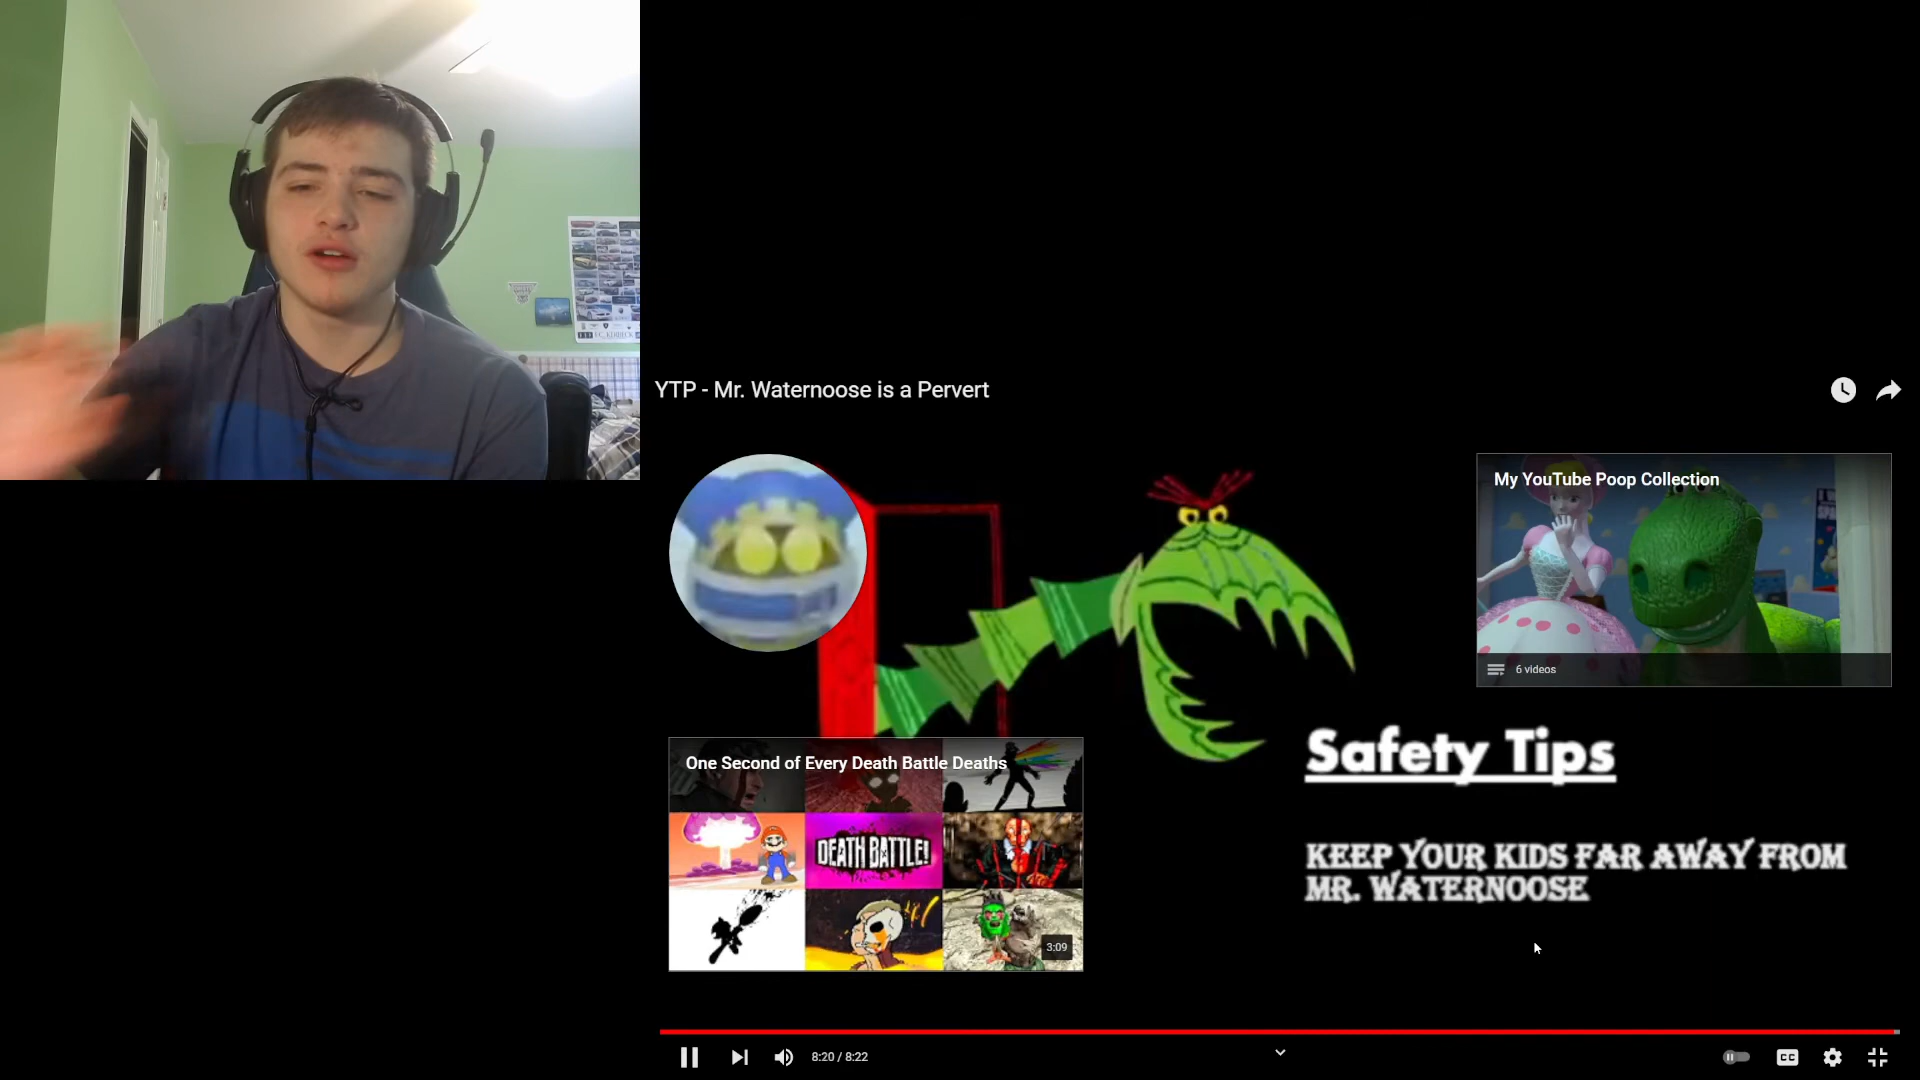 YTP - Mr. Waternoose is a Pervert
My YouTube Poop Collection
6 videos
One Second of Every Death Battle Deaths
DEATH BATTLE!
3:09
Safety Tips
KEEP YOUR KIDS FAR AWAY FROM
MR. WATERNOOSE
8:20 / 8:22
CC